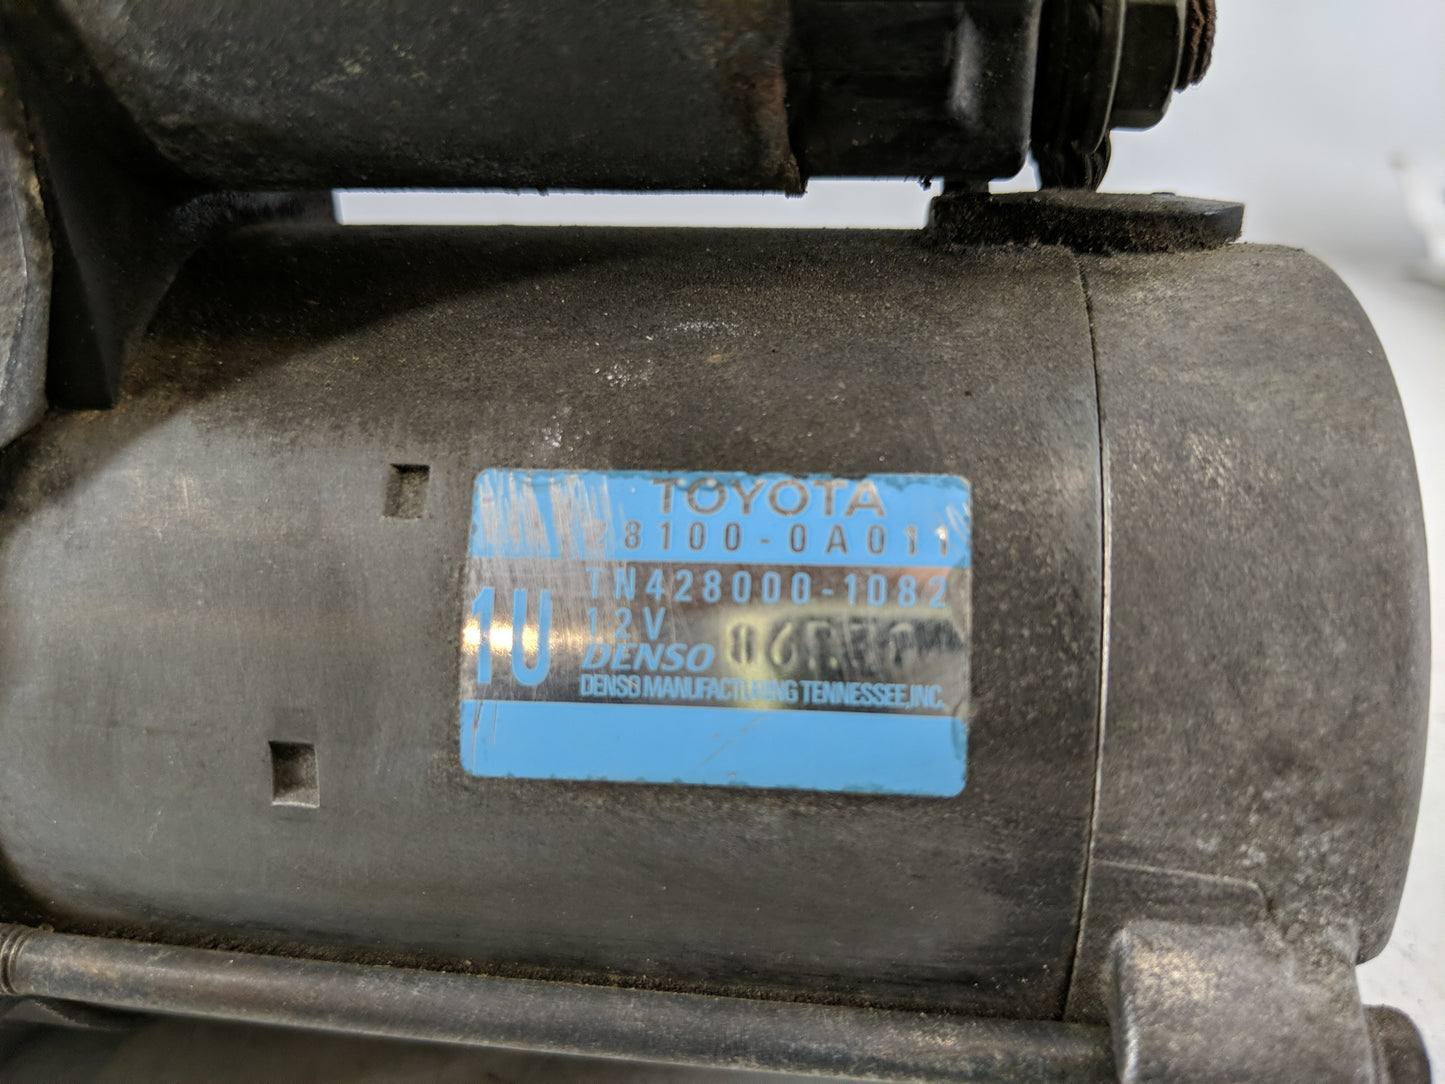 TOYOTA
28100-0A011
TN428000-1082
1U
12V
DENSO
DENSO MANUFACTURING TENNESSEE, INC.